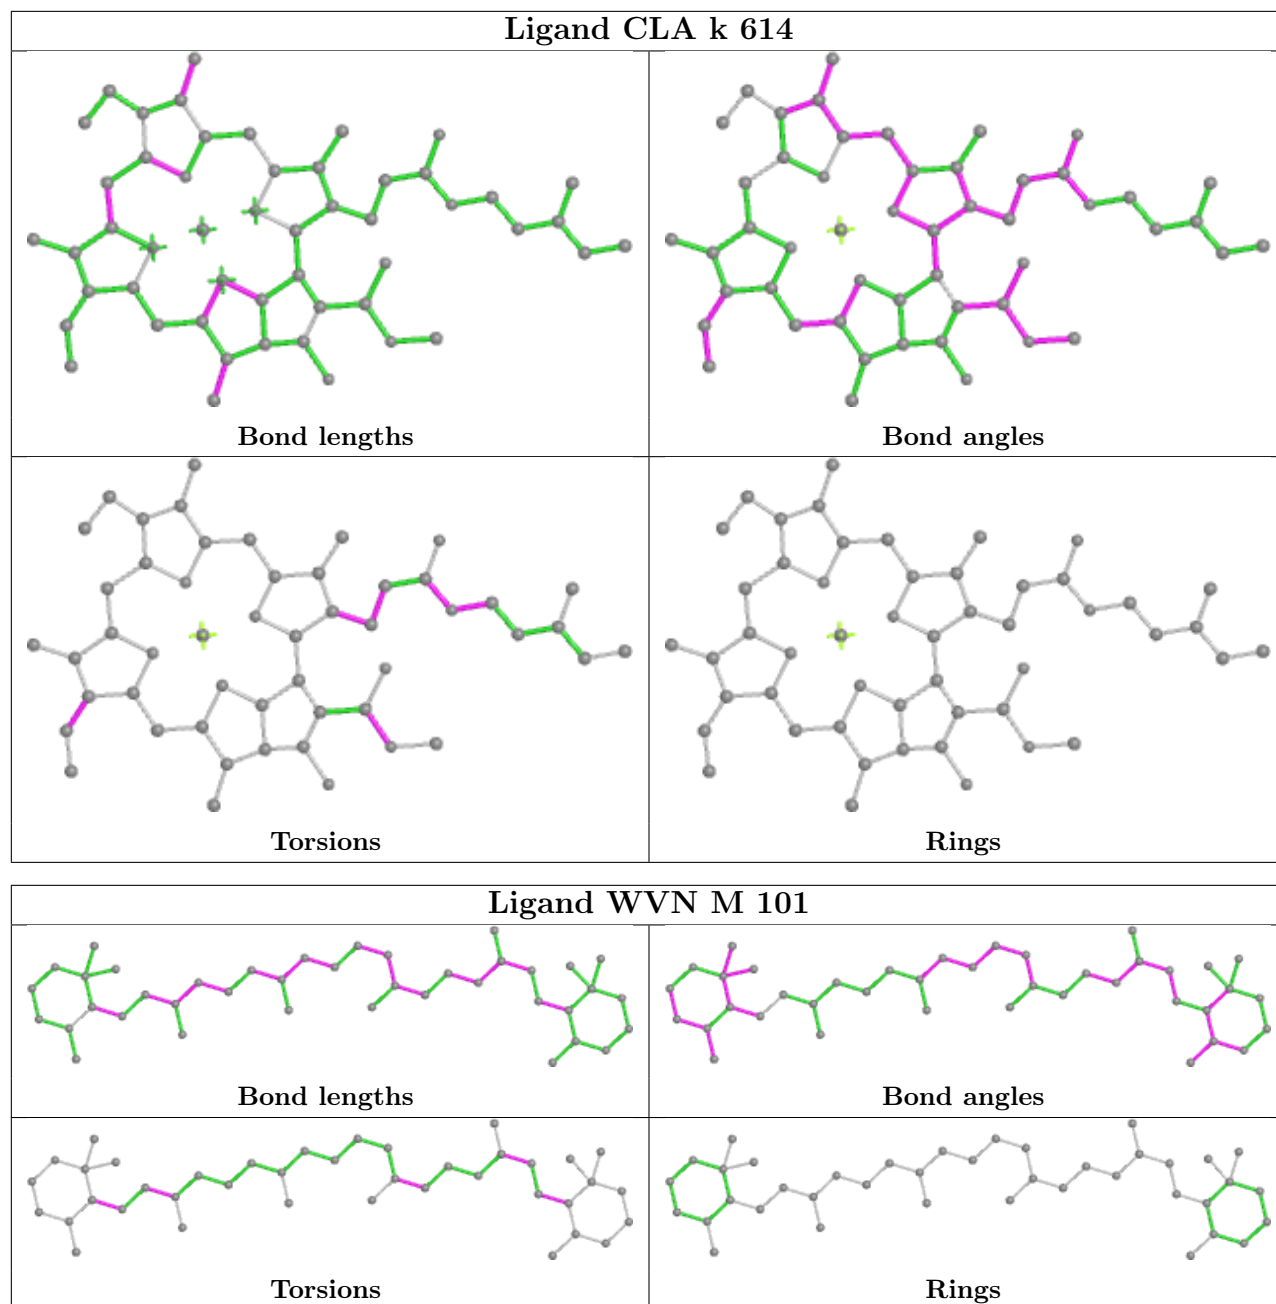 Ligand CLA k 614
Bond lengths
Bond angles
Torsions
Rings
Ligand WVN M 101
Bond lengths
Bond angles
Torsions
Rings